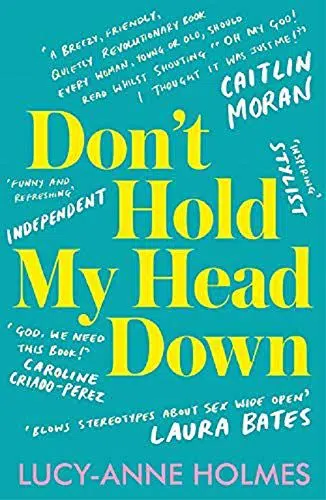 'A BREEZY, FRIENDLY,
QUIETLY REVOLUTIONARY BOOK
EVERY WOMAN, YOUNG OR OLD, SHOULD
READ WHILST SHOUTING "OH MY GOD!
I THOUGHT IT WAS JUST ME!"'
CAITLIN
MORAN
Don't
'INSPIRING'
STYLIST
'FUNNY AND
REFRESHING'
INDEPENDENT
Hold
My Head
Down
'GOD, WE NEED
THIS BOOK!'
CAROLINE
CRIADO-PEREZ
'BLOWS STEREOTYPES ABOUT SEX WIDE OPEN'
LAURA BATES
LUCY-ANNE HOLMES